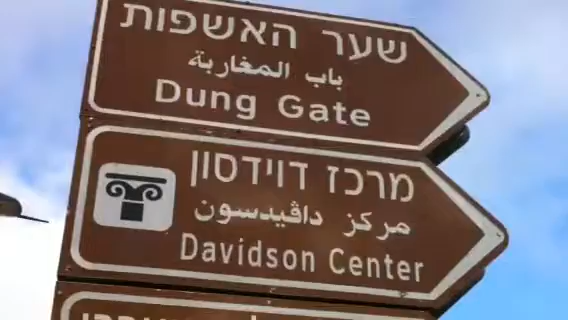 שער האשפות
باب المغاربة
Dung Gate
מרכז דוידסון
مركز داڤيدسون
Davidson Center